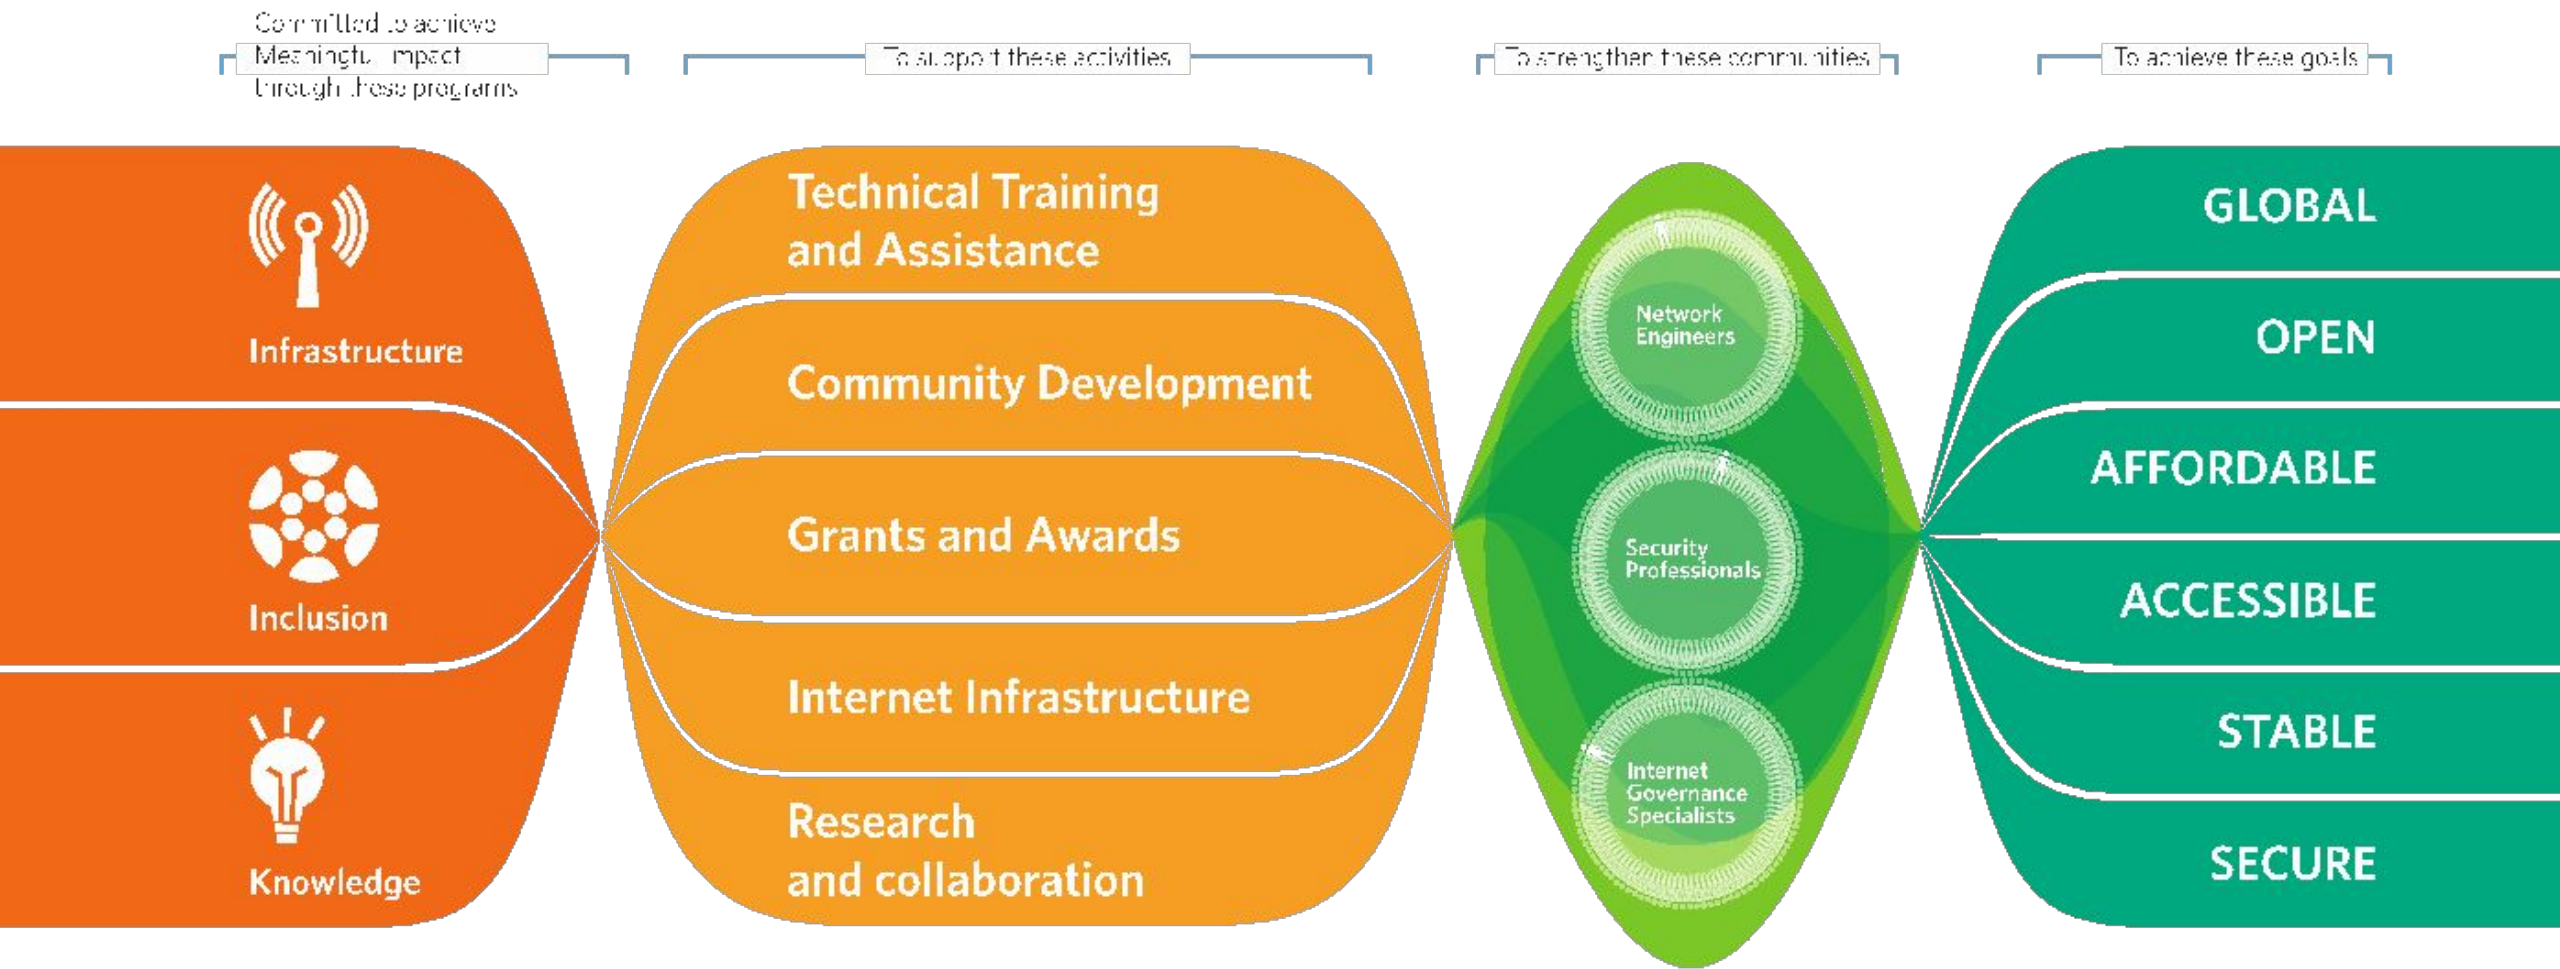 Committed to achieve
Meaningful impact
through these programs
To support these activities
To strengthen these communities
To achieve these goals
Infrastructure
Inclusion
Knowledge
Technical Training
and Assistance
Community Development
Grants and Awards
Internet Infrastructure
Research
and collaboration
Network
Engineers
Security
Professionals
Internet
Governance
Specialists
GLOBAL
OPEN
AFFORDABLE
ACCESSIBLE
STABLE
SECURE